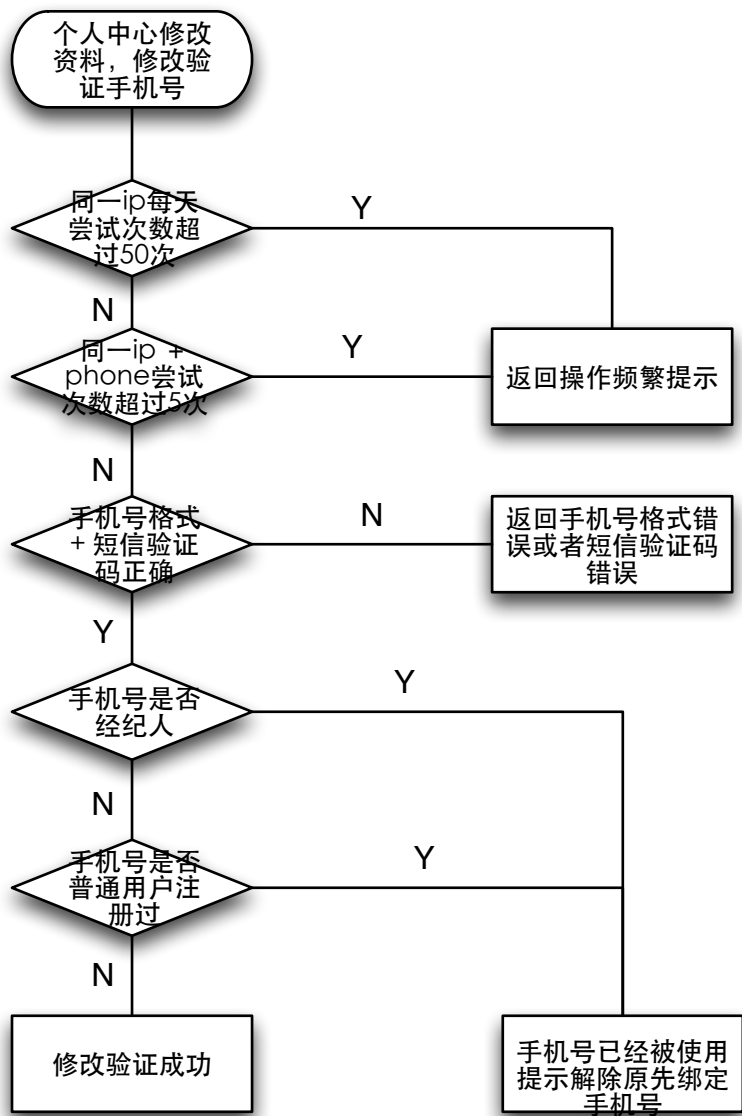 个人中心修改
资料，修改验
证手机号
同一ip每天
尝试次数超
过50次
Y
N
同一ip +
phone尝试
次数超过5次
Y
返回操作频繁提示
N
手机号格式
+ 短信验证
码正确
N
返回手机号格式错
误或者短信验证码
错误
Y
手机号是否
经纪人
Y
N
手机号是否
普通用户注
册过
Y
N
修改验证成功
手机号已经被使用
提示解除原先绑定
手机号